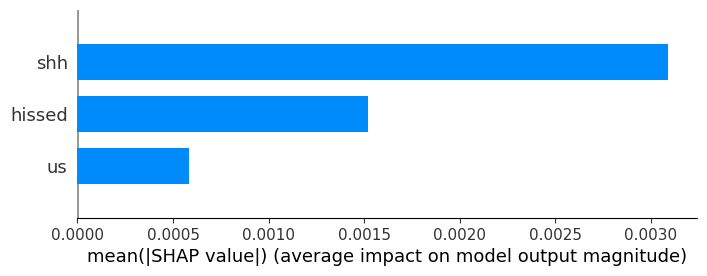 shh
hissed
us
0.0000 0.0005 0.0010 0.0015 0.0020 0.0025 0.0030
mean(|SHAP value|) (average impact on model output magnitude)